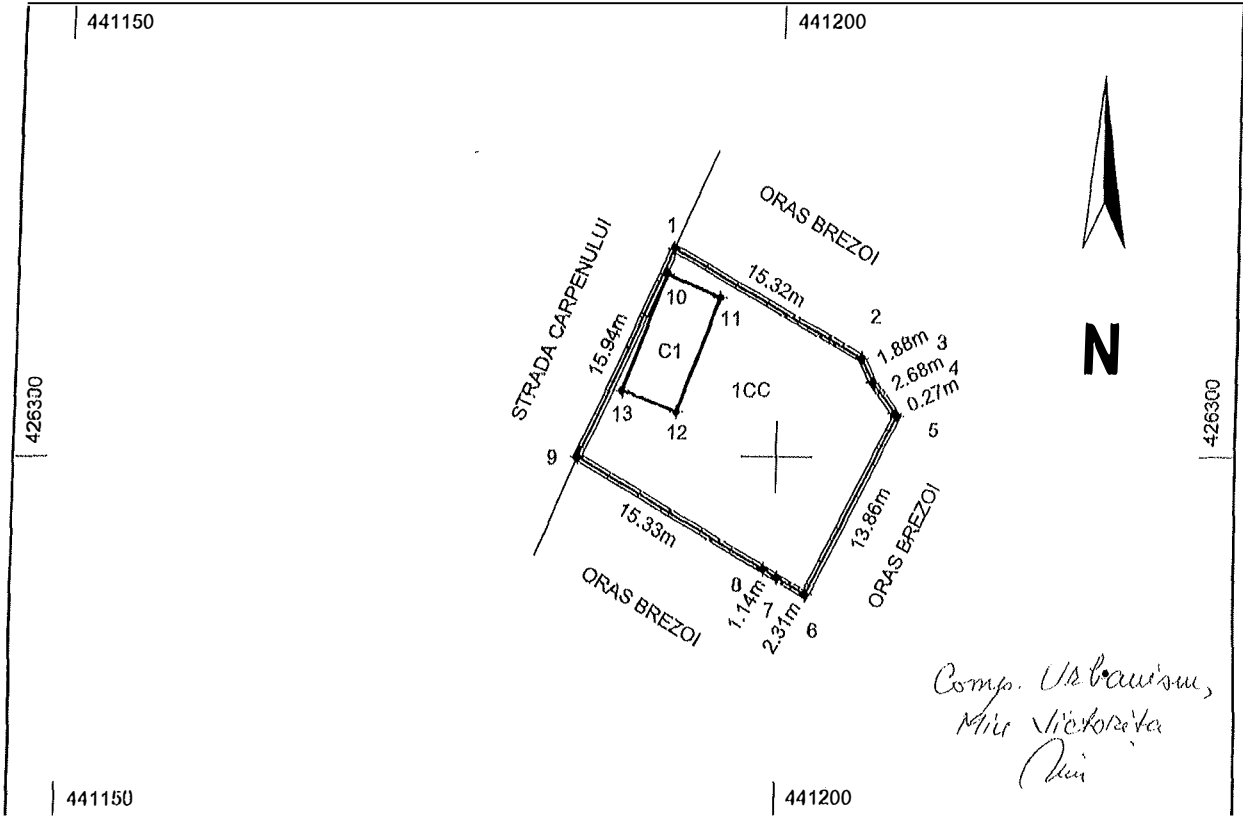 441150
441200
ORAS BREZOI
1
STRADA CARPENULUI
15.32m
10
11
2
1.88m
3
15.94m
C1
2.68m
4
1CC
0.27m
N
426300
426300
13
12
5
9
15.33m
13.86m
ORAS BREZOI
ORAS BREZOI
8
1.14m
7
2.31m
6
Comp. Urbanism,
Victorița
441150
441200